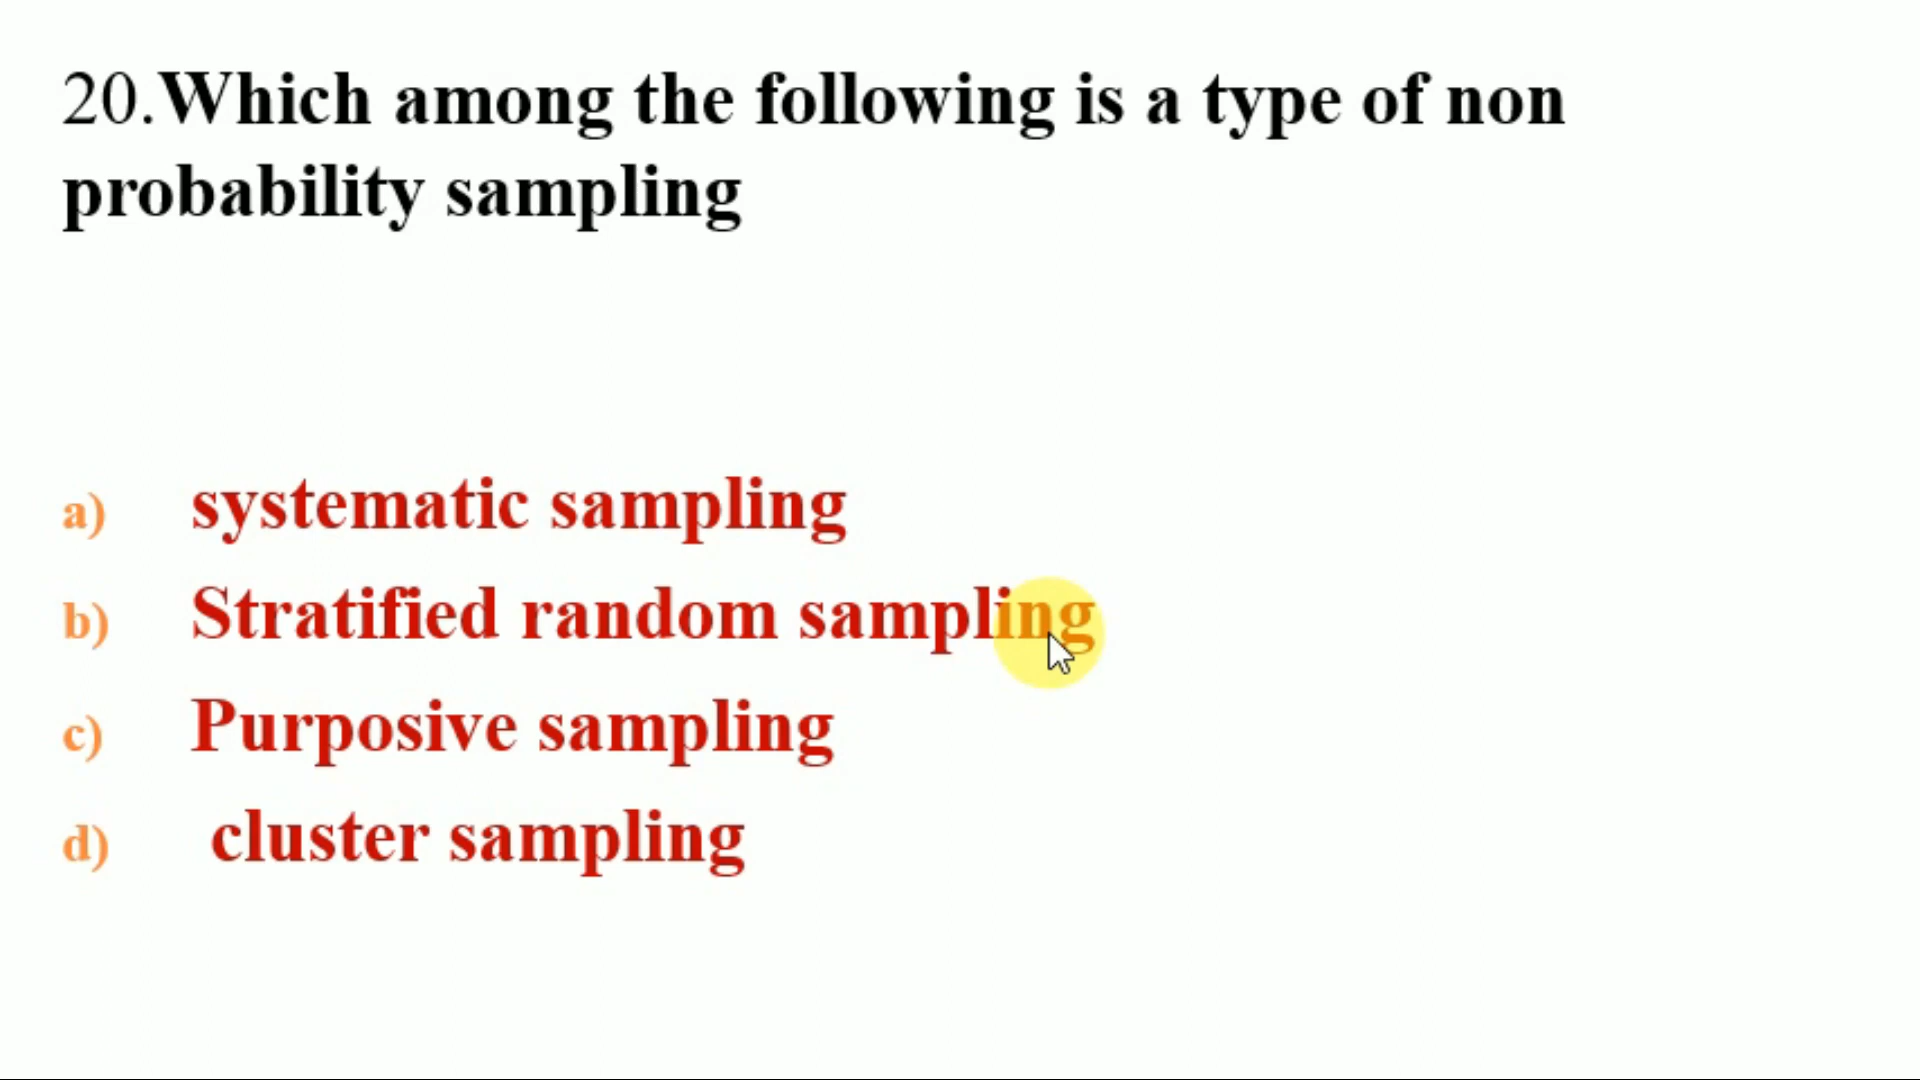 20.Which among the following is a type of non
probability sampling
a) systematic sampling
b) Stratified random sampling
c) Purposive sampling
d) cluster sampling